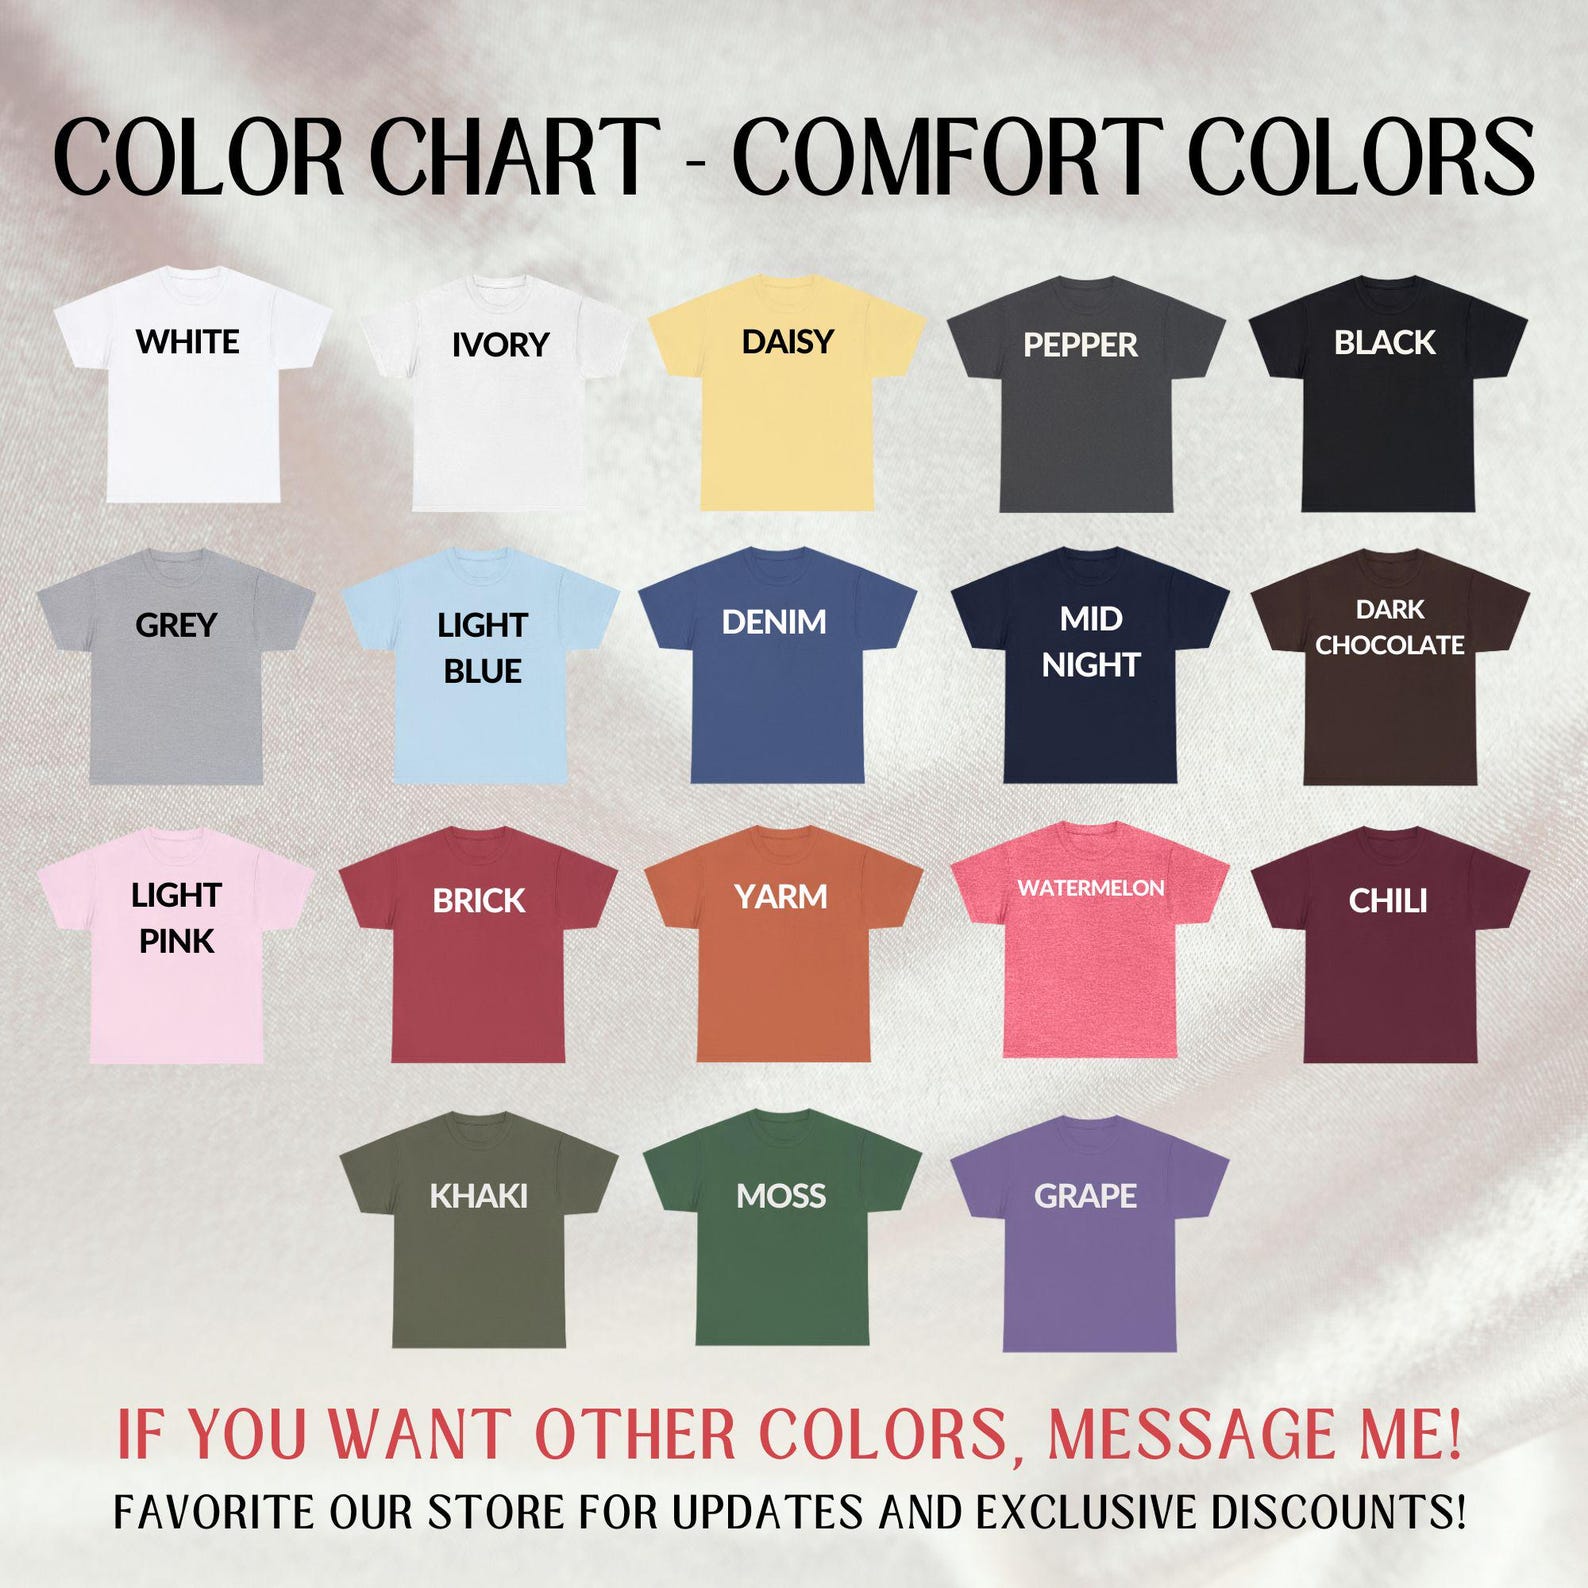 COLOR CHART - COMFORT COLORS
WHITE
IVORY
DAISY
PEPPER
BLACK
GREY
LIGHT
BLUE
DENIM
MID
NIGHT
DARK
CHOCOLATE
LIGHT
PINK
BRICK
YARM
WATERMELON
CHILI
KHAKI
MOSS
GRAPE
IF YOU WANT OTHER COLORS, MESSAGE ME!
FAVORITE OUR STORE FOR UPDATES AND EXCLUSIVE DISCOUNTS!